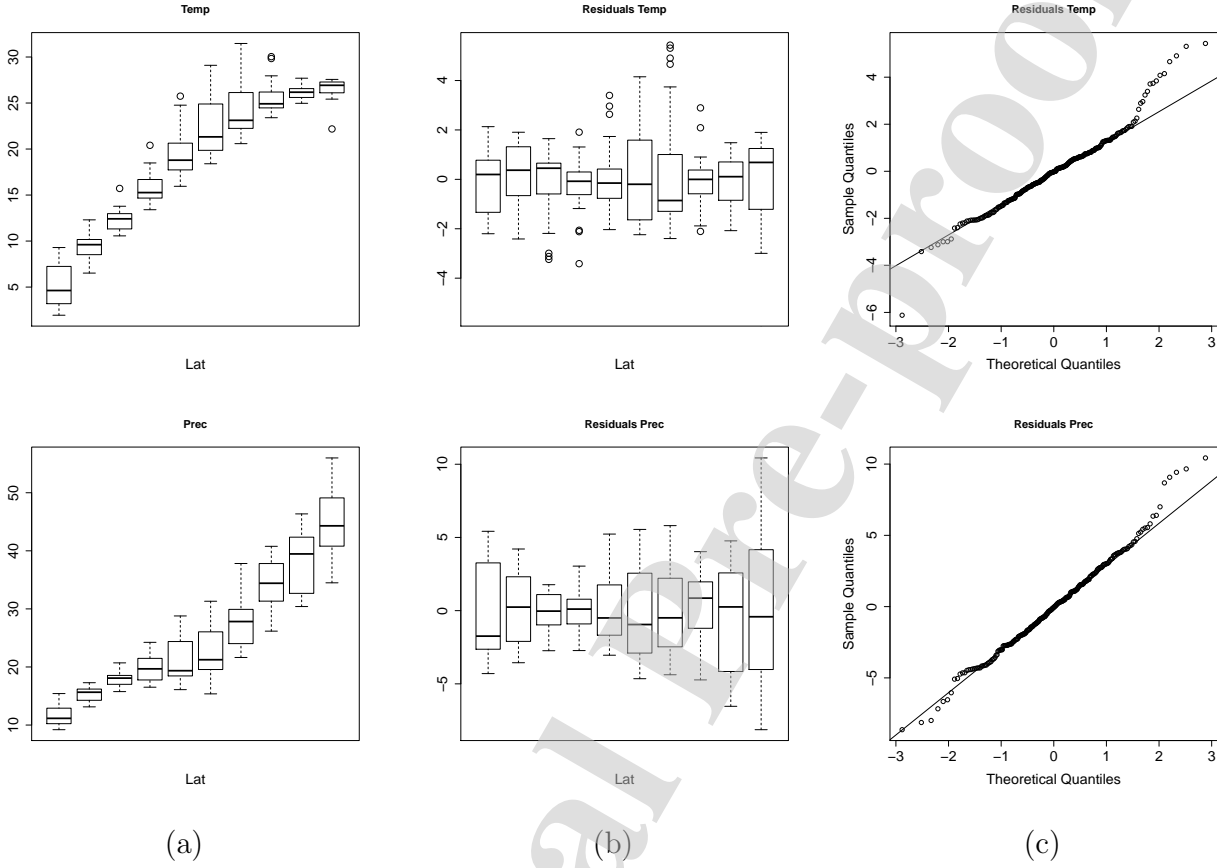 Temp
30
25
20
15
10
5
Lat
Residuals Temp
4
2
0
−2
−4
Lat
Residuals Temp
4
2
0
−2
−4
−6
Sample Quantiles
−3 −2 −1 0 1 2 3
Theoretical Quantiles
Prec
50
40
30
20
10
Lat
Residuals Prec
10
5
0
−5
Lat
Residuals Prec
10
5
0
−5
Sample Quantiles
−3 −2 −1 0 1 2 3
Theoretical Quantiles
(a) (b) (c)
al Pre-proo